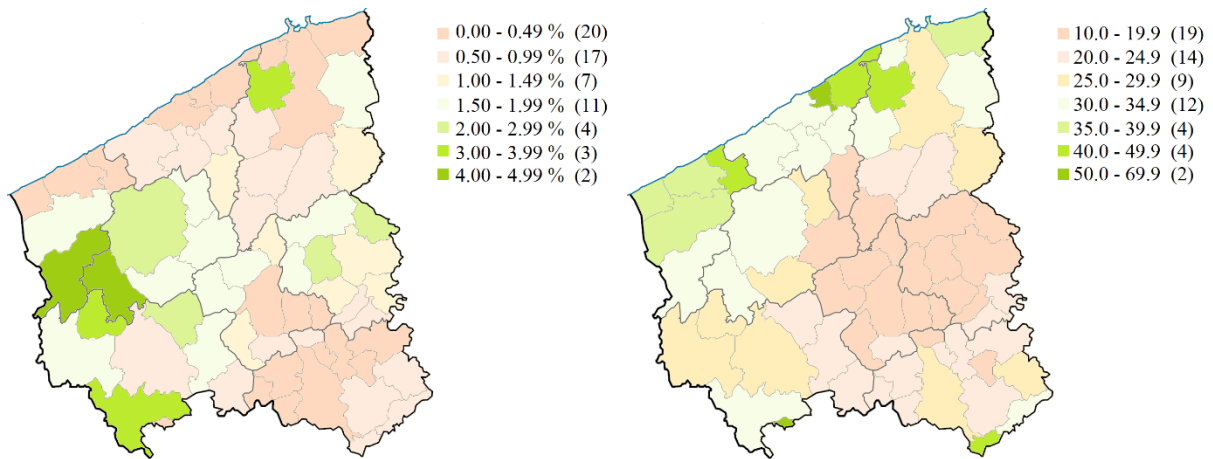 0.00 - 0.49 % (20)
0.50 - 0.99 % (17)
1.00 - 1.49 % (7)
1.50 - 1.99 % (11)
2.00 - 2.99 % (4)
3.00 - 3.99 % (3)
4.00 - 4.99 % (2)
10.0 - 19.9 (19)
20.0 - 24.9 (14)
25.0 - 29.9 (9)
30.0 - 34.9 (12)
35.0 - 39.9 (4)
40.0 - 49.9 (4)
50.0 - 69.9 (2)